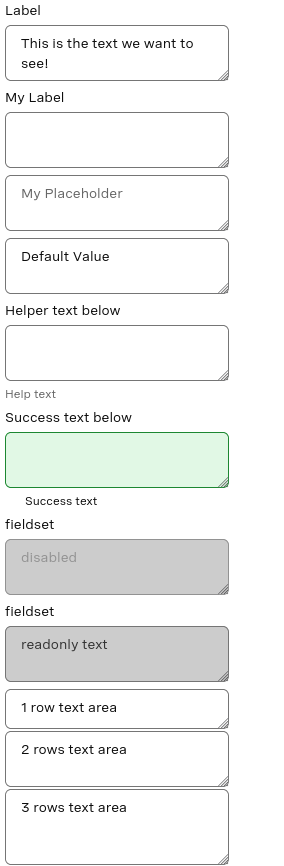 Label
This is the text we want to
see!
My Label
My Placeholder
Default Value
Helper text below
Help text
Success text below
Success text
fieldset
disabled
fieldset
readonly text
1 row text area
2 rows text area
3 rows text area